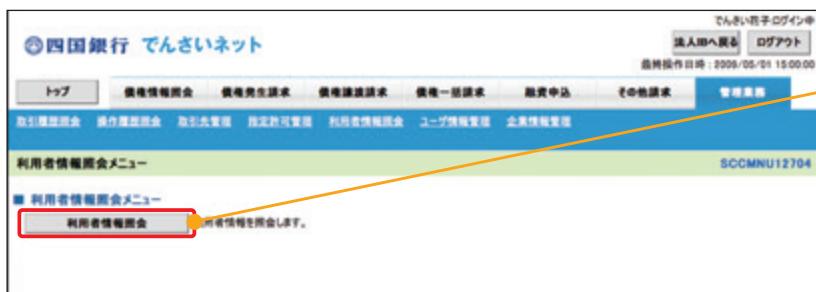 でんさい花子ログイン中
四国銀行 でんさいネット
法人IBへ戻る ログアウト
最終操作日時:2009/05/01 15:00:00
トップ 債権情報照会 債権発生請求 債権譲渡請求 債権一括請求 融資申込 その他請求 管理業務
取引履歴照会 操作履歴照会 取引先管理 指定許可管理 利用者情報照会 ユーザ情報管理 企業情報管理
利用者情報照会メニュー SCCMNU12704
■ 利用者情報照会メニュー
利用者情報照会 用者情報を照会します。